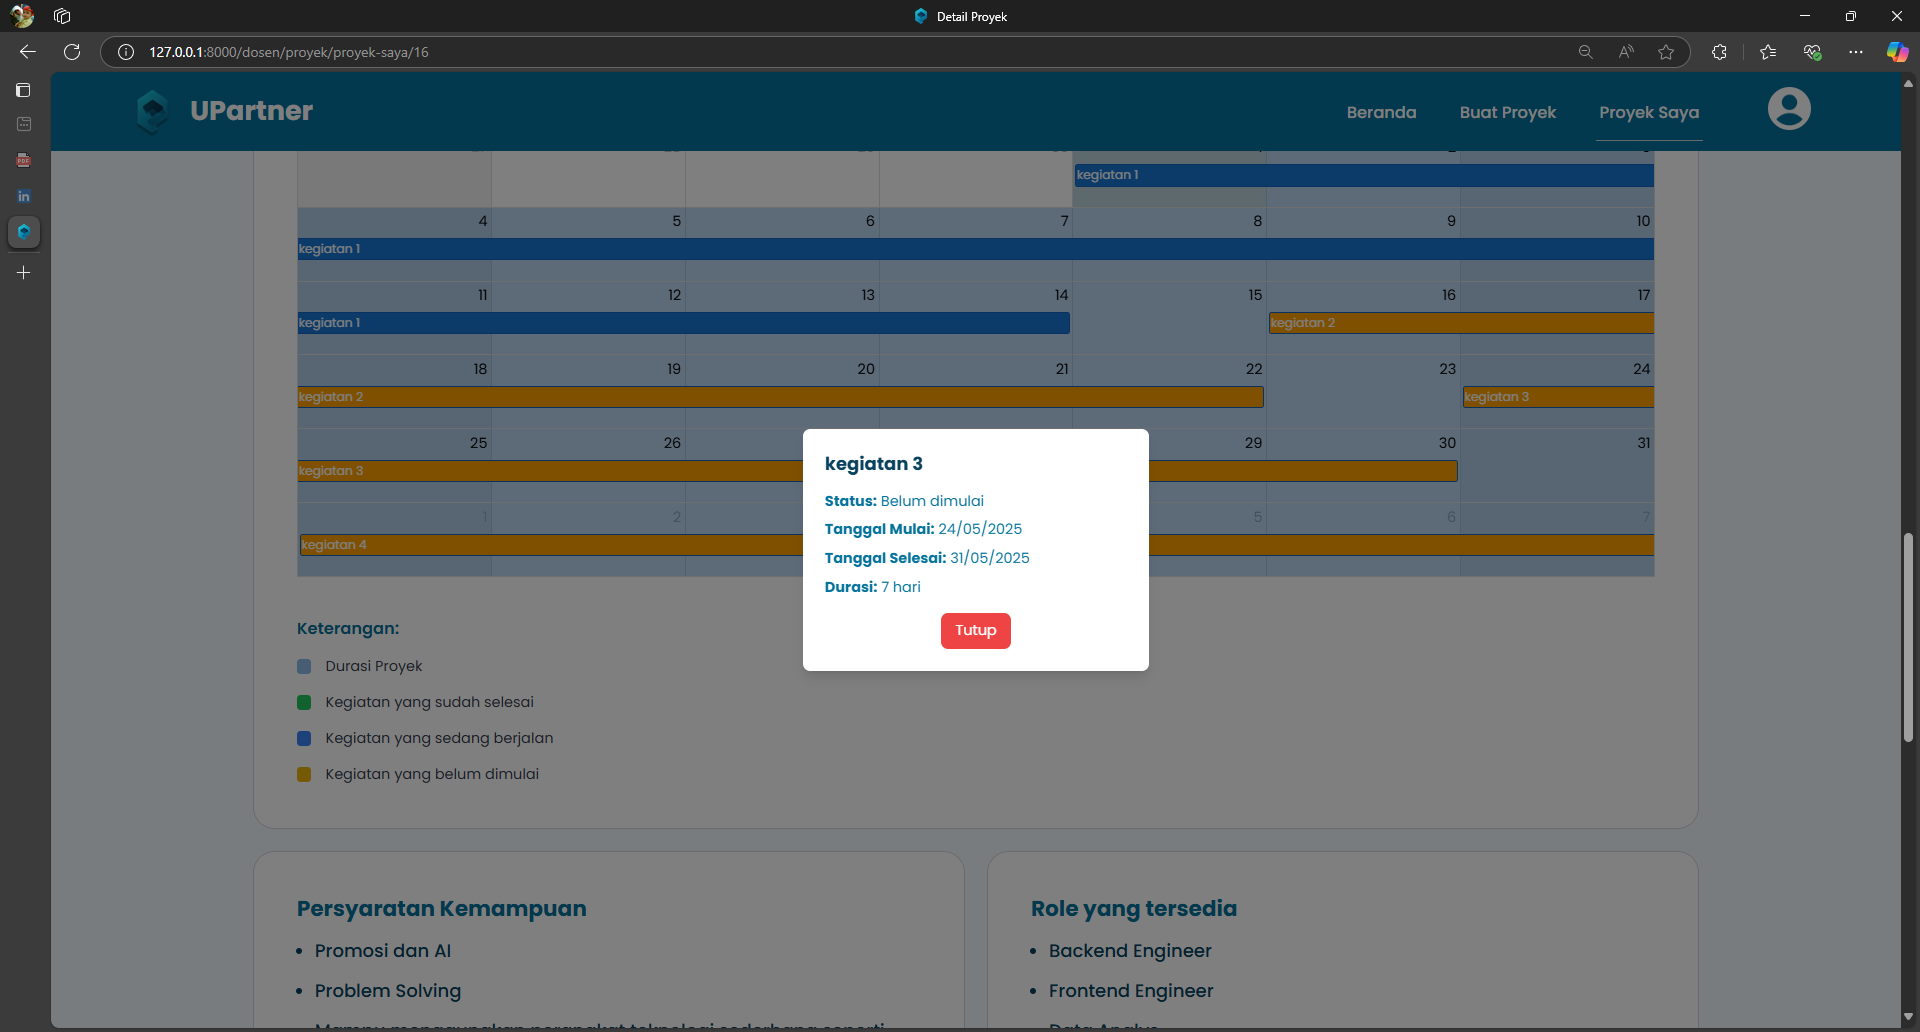 Detail Proyek
127.0.0.1:8000/dosen/proyek/proyek-saya/16
UPartner
Beranda Buat Proyek Proyek Saya
kegiatan 1
4 5 6 7 8 9 10
kegiatan 1
11 12 13 14 15 16 17
kegiatan 1 kegiatan 2
18 19 20 21 22 23 24
kegiatan 2 kegiatan 3
25 26 29 30 31
kegiatan 3
1 2 5 6 7
kegiatan 4
kegiatan 3
Status: Belum dimulai
Tanggal Mulai: 24/05/2025
Tanggal Selesai: 31/05/2025
Durasi: 7 hari
Tutup
Keterangan:
Durasi Proyek
Kegiatan yang sudah selesai
Kegiatan yang sedang berjalan
Kegiatan yang belum dimulai
Persyaratan Kemampuan
Promosi dan AI
Problem Solving
Role yang tersedia
Backend Engineer
Frontend Engineer